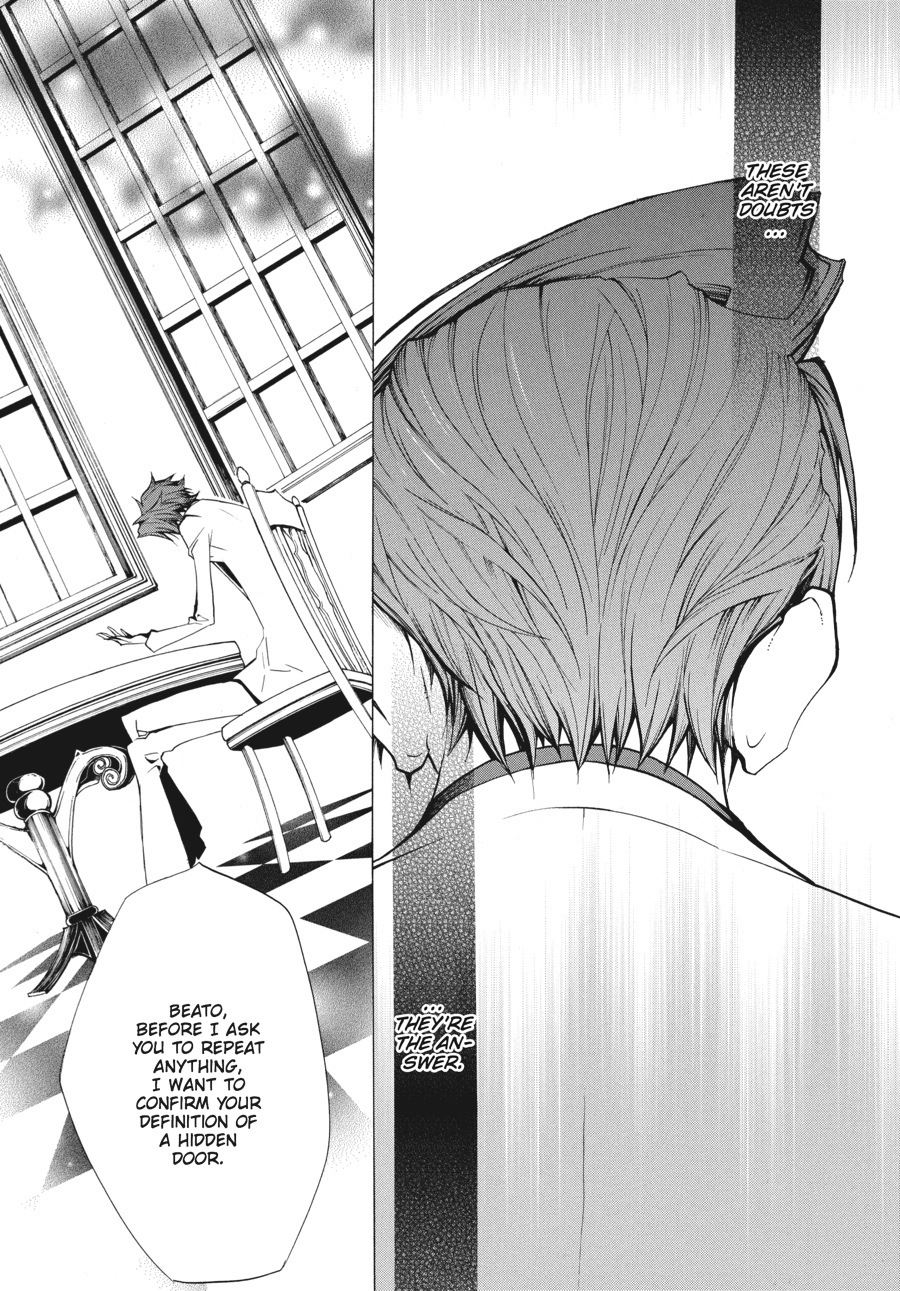 THESE
AREN'T
DOUBTS
...
...
THEY'RE
THE AN-
SWER.
BEATO,
BEFORE I ASK
YOU TO REPEAT
ANYTHING,
I WANT TO
CONFIRM YOUR
DEFINITION OF
A HIDDEN
DOOR.